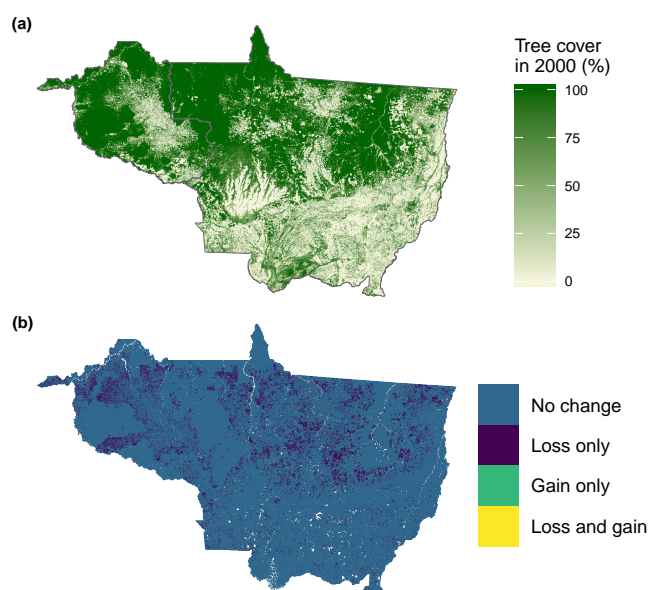 (a)
Tree cover
in 2000 (%)
100
75
50
25
0
(b)
No change
Loss only
Gain only
Loss and gain